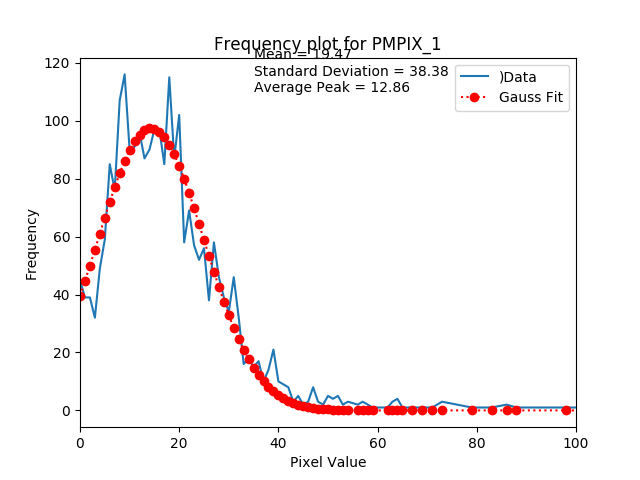 Frequency plot for PMPIX_1
Mean = 19.47
Standard Deviation = 38.38
Average Peak = 12.86
)Data
Gauss Fit
120
100
80
60
40
20
0
Frequency
0 20 40 60 80 100
Pixel Value